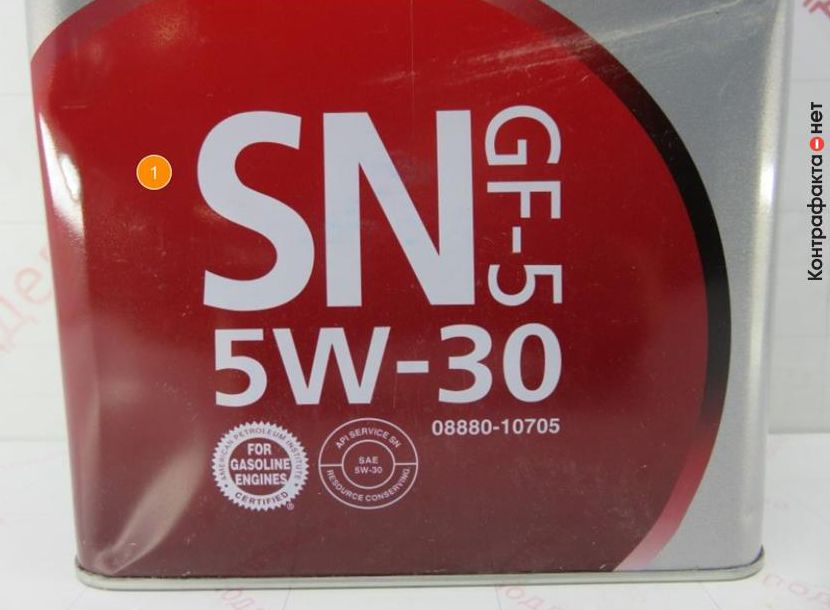 1
SN
GF-5
5W-30
08880-10705
AMERICAN PETROLEUM INSTITUTE
FOR
GASOLINE
ENGINES
CERTIFIED
®
API SERVICE SN
SAE
5W-30
RESOURCE CONSERVING
Контрафакта нет